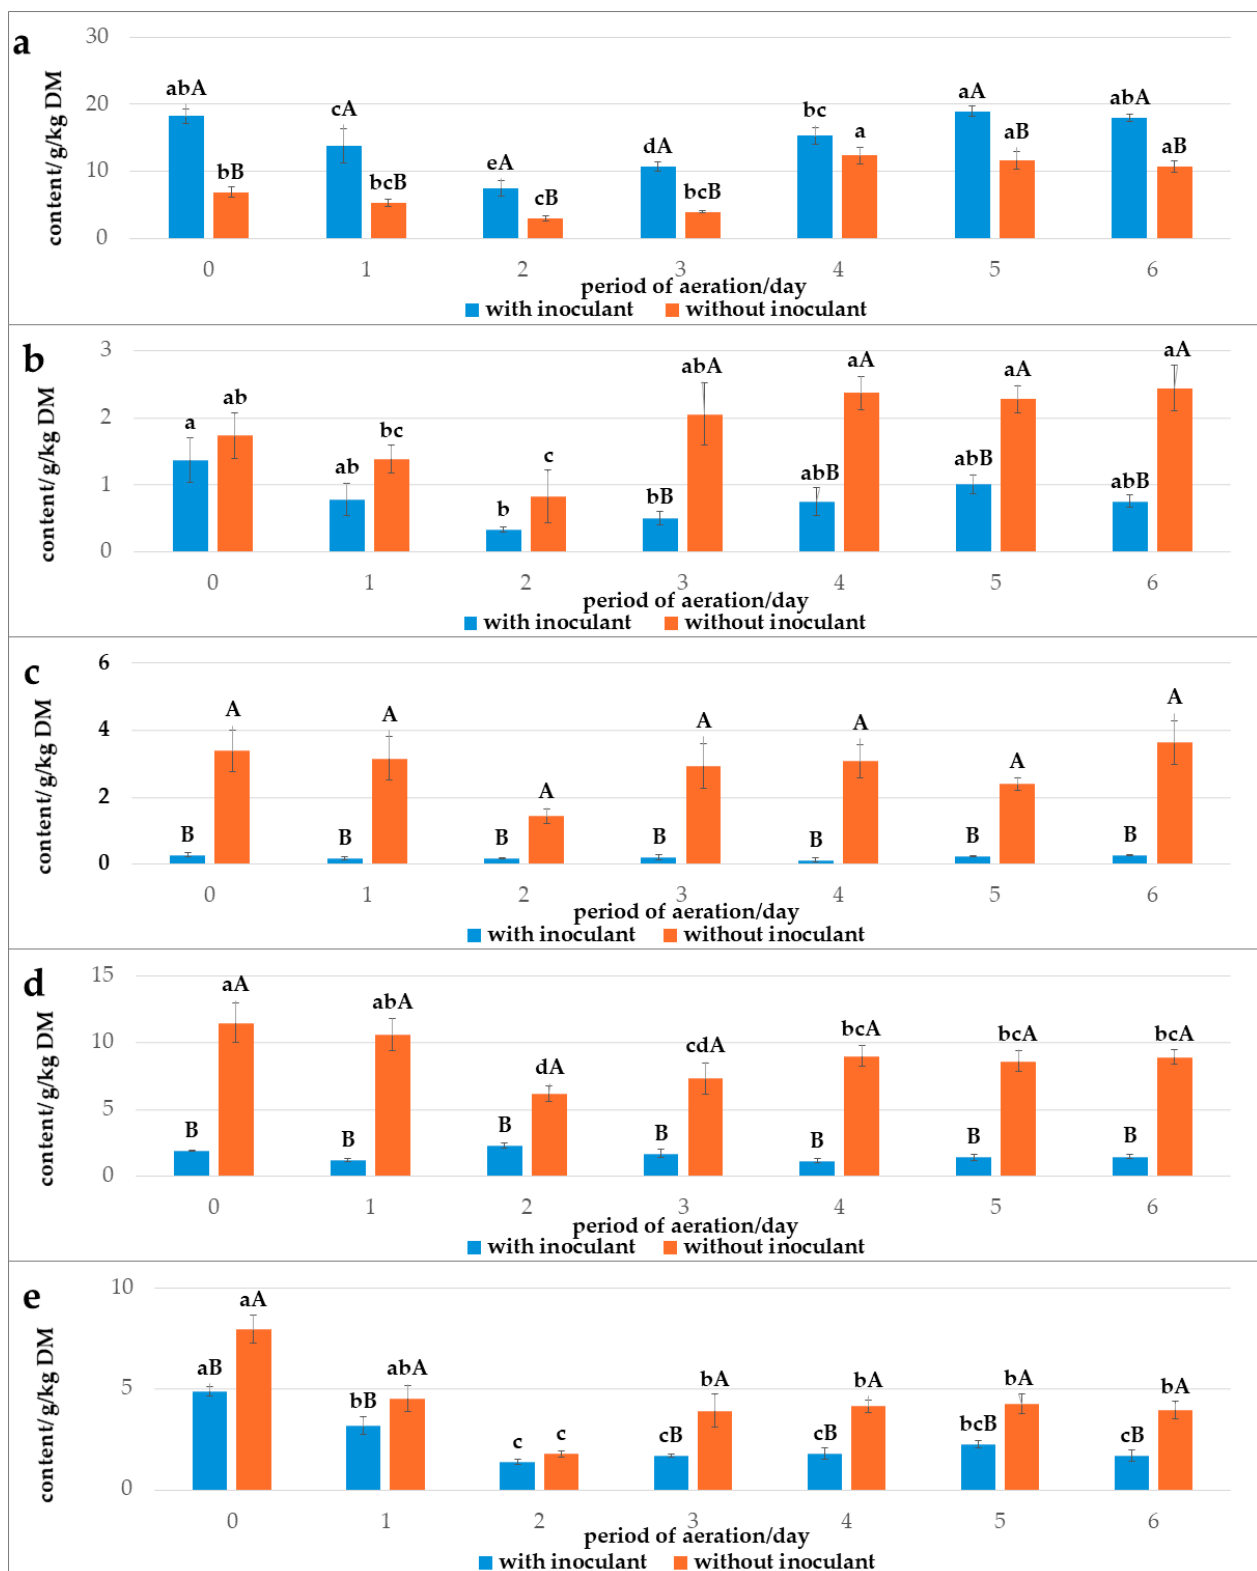 a
content/g/kg DM
30
20
10
0
abA bB cA bcB eA cB dA bcB bc a aA aB abA aB
0 1 2 3 4 5 6
period of aeration/day
with inoculant without inoculant
b
content/g/kg DM
3
2
1
0
a ab ab bc b c bB abA abB aA abB aA abB aA
0 1 2 3 4 5 6
period of aeration/day
with inoculant without inoculant
c
content/g/kg DM
6
4
2
0
B A B A B A B A B A B A B A
0 1 2 3 4 5 6
period of aeration/day
with inoculant without inoculant
d
content/g/kg DM
15
10
5
0
B aA B abA B dA B cdA B bcA B bcA B bcA
0 1 2 3 4 5 6
period of aeration/day
with inoculant without inoculant
e
content/g/kg DM
10
5
0
aB aA bB abA c c cB bA cB bA bcB bA cB bA
0 1 2 3 4 5 6
period of aeration/day
with inoculant without inoculant